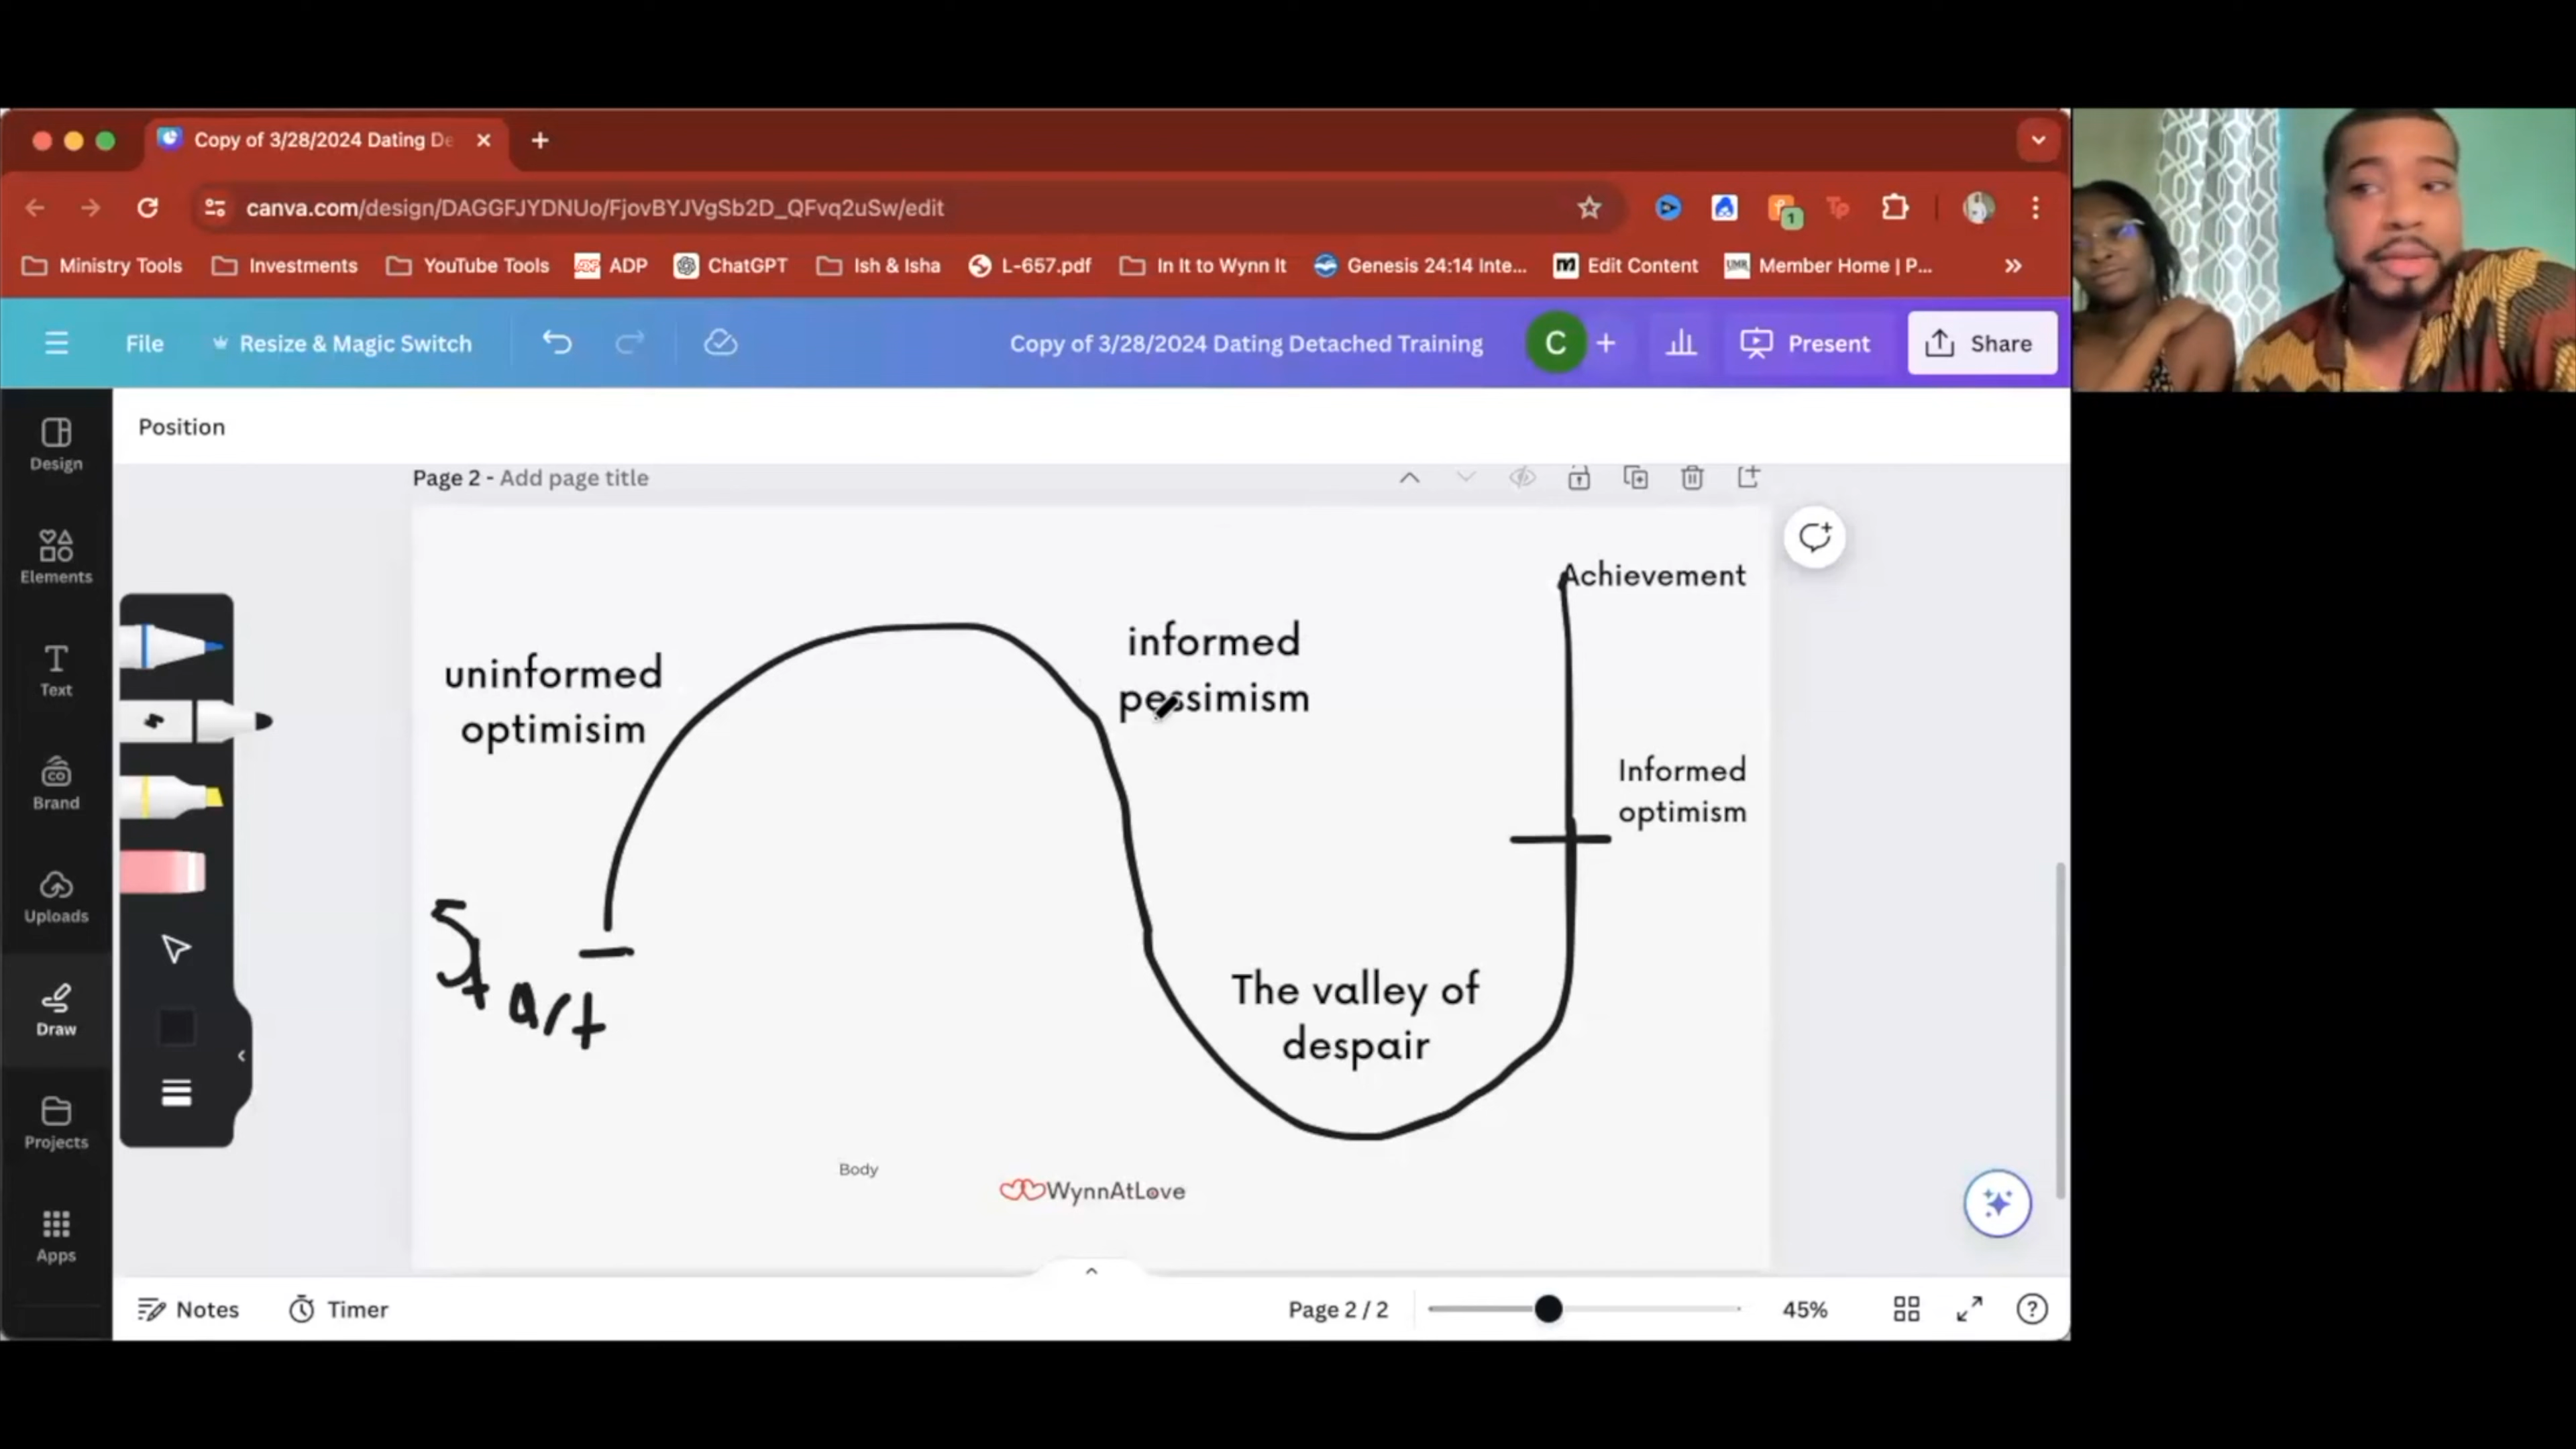 Copy of 3/28/2024 Dating De
canva.com/design/DAGGFJYDNUo/FjovBYJVgSb2D_QFvq2uSw/edit
1
Tp
Ministry Tools
Investments
YouTube Tools
ADP ADP
ChatGPT
Ish & Isha
L-657.pdf
In It to Wynn It
Genesis 24:14 Inte...
Edit Content
UMR Member Home | P...
File
Resize & Magic Switch
Copy of 3/28/2024 Dating Detached Training
C
Present
Share
Design
Elements
Text
Brand
Uploads
Draw
Projects
Apps
Position
Page 2 - Add page title
Achievement
uninformed
optimisim
informed
pessimism
Informed
optimism
Start
The valley of
despair
Body
WynnAtLove
Notes
Timer
Page 2 / 2
45%